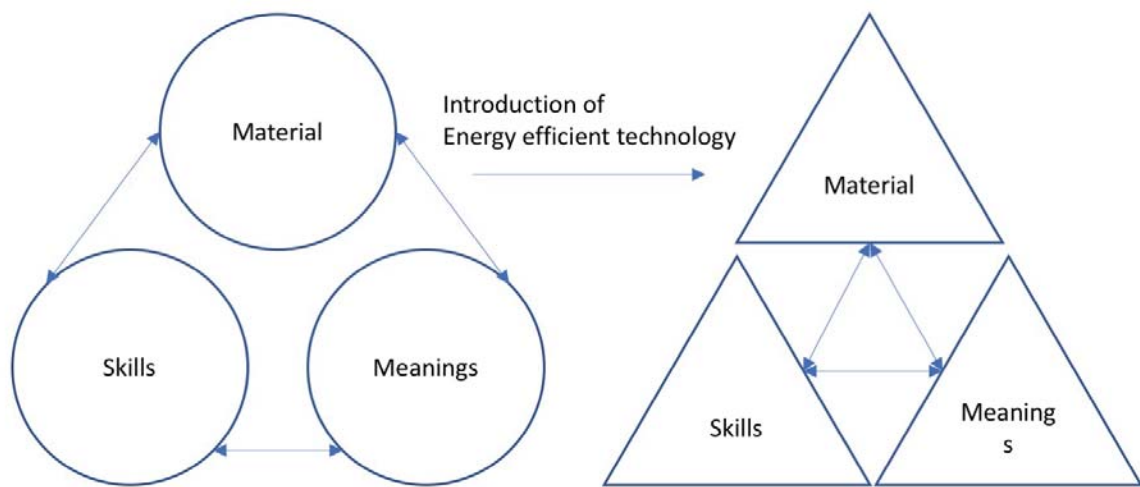 Material
Skills
Meanings
Introduction of
Energy efficient technology
Material
Skills
Meaning
s